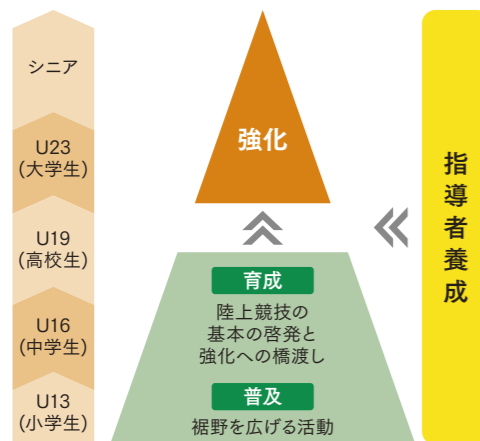 シニア
U23
(大学生)
U19
(高校生)
U16
(中学生)
U13
(小学生)
強化
育成
陸上競技の
基本の啓発と
強化への橋渡し
普及
裾野を広げる活動
指導者養成